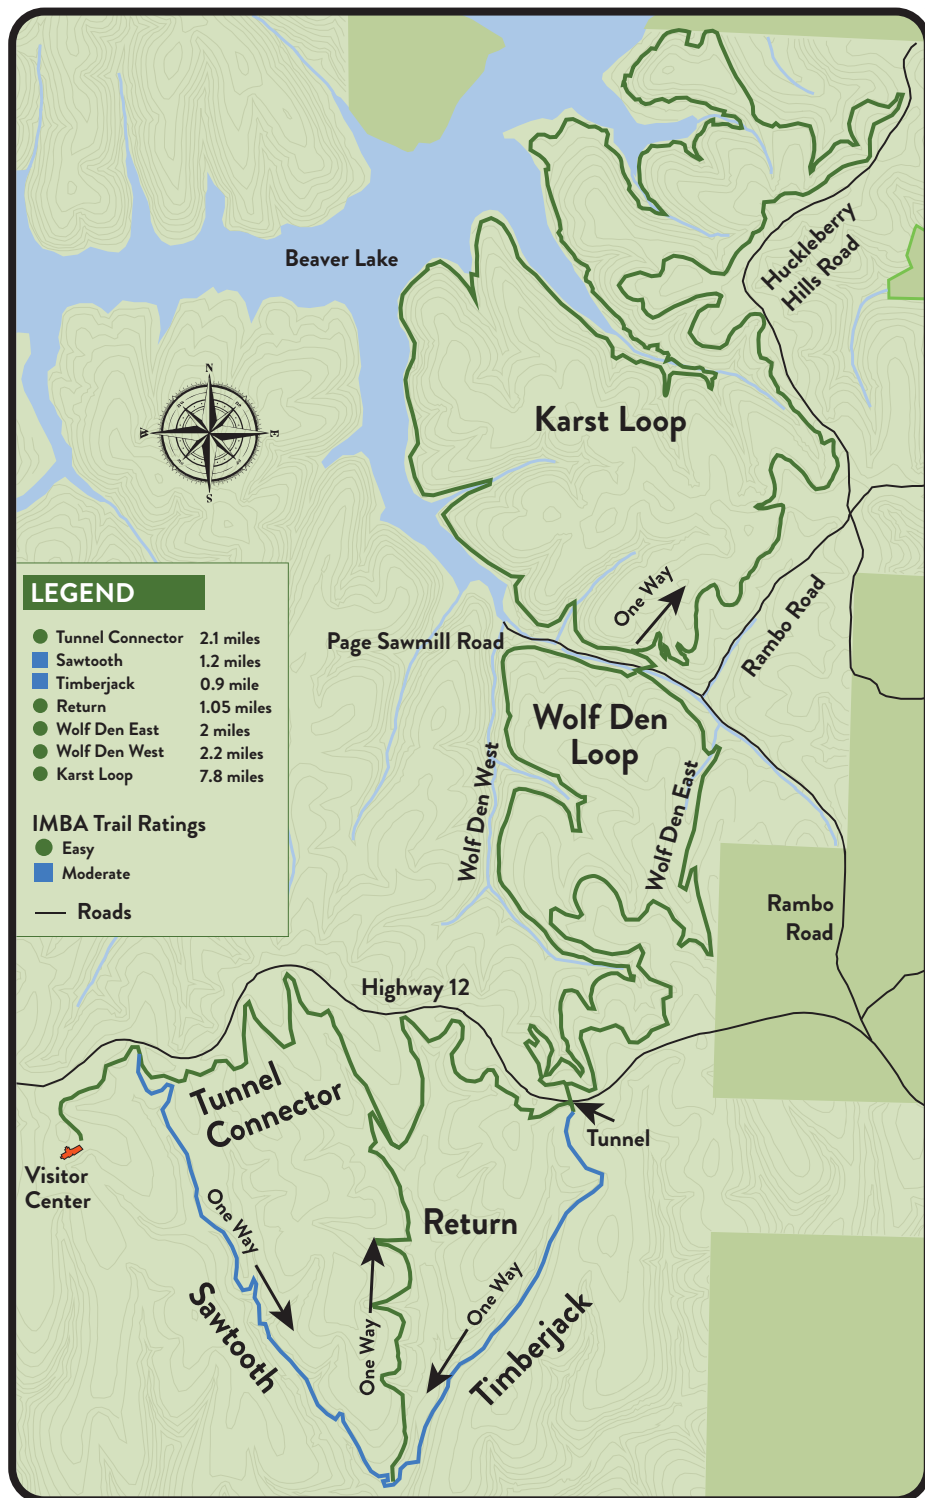 Beaver Lake
Huckleberry
Hills Road
N
W
E
S
Karst Loop
One Way
Rambo Road
Page Sawmill Road
Wolf Den
Loop
Wolf Den West
Wolf Den East
LEGEND
Tunnel Connector 2.1 miles
Sawtooth 1.2 miles
Timberjack 0.9 mile
Return 1.05 miles
Wolf Den East 2 miles
Wolf Den West 2.2 miles
Karst Loop 7.8 miles
IMBA Trail Ratings
Easy
Moderate
Roads
Rambo
Road
Highway 12
Tunnel
Connector
Tunnel
Visitor
Center
One Way
Sawtooth
Return
One Way
One Way
Timberjack